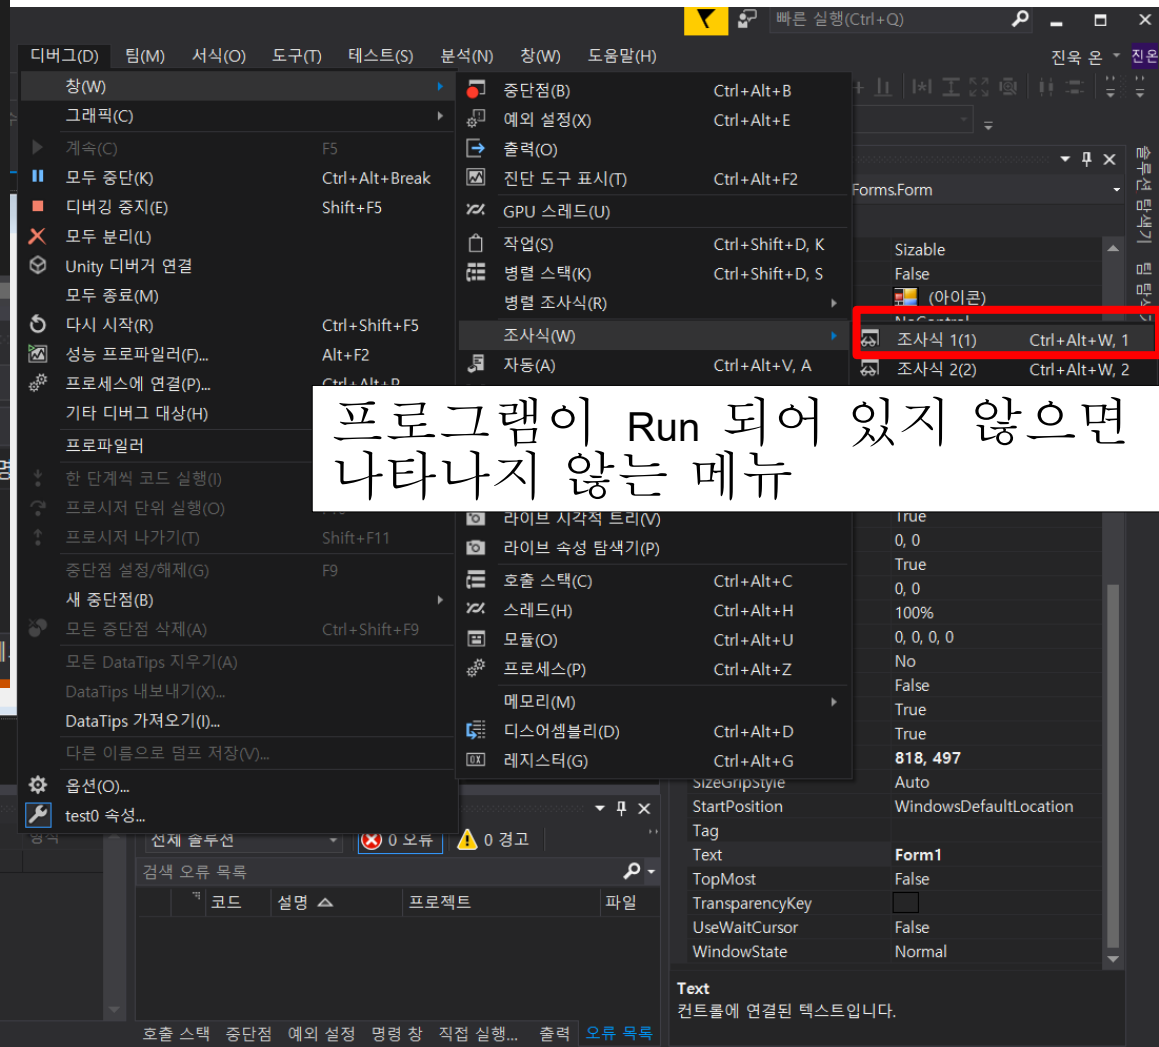 빠른 실행(Ctrl+Q)
디버그(D) 팀(M) 서식(O) 도구(T) 테스트(S) 분석(N) 창(W) 도움말(H)
진욱 온 진온
창(W)
그래픽(C)
계속(C) F5
모두 중단(K) Ctrl+Alt+Break
디버깅 중지(E) Shift+F5
모두 분리(L)
Unity 디버거 연결
모두 종료(M)
다시 시작(R) Ctrl+Shift+F5
성능 프로파일러(F)... Alt+F2
프로세스에 연결(P)... Ctrl+Alt+P
기타 디버그 대상(H)
프로파일러
한 단계씩 코드 실행(I)
프로시저 단위 실행(O)
프로시저 나가기(T) Shift+F11
중단점 설정/해제(G) F9
새 중단점(B)
모든 중단점 삭제(A) Ctrl+Shift+F9
모든 DataTips 지우기(A)
DataTips 내보내기(X)...
DataTips 가져오기(I)...
다른 이름으로 덤프 저장(V)...
옵션(O)...
test0 속성...
중단점(B) Ctrl+Alt+B
예외 설정(X) Ctrl+Alt+E
출력(O)
진단 도구 표시(T) Ctrl+Alt+F2
GPU 스레드(U)
작업(S) Ctrl+Shift+D, K
병렬 스택(K) Ctrl+Shift+D, S
병렬 조사식(R)
조사식(W)
자동(A) Ctrl+Alt+V, A
라이브 시각적 트리(V)
라이브 속성 탐색기(P)
호출 스택(C) Ctrl+Alt+C
스레드(H) Ctrl+Alt+H
모듈(O) Ctrl+Alt+U
프로세스(P) Ctrl+Alt+Z
메모리(M)
디스어셈블리(D) Ctrl+Alt+D
레지스터(G) Ctrl+Alt+G
조사식 1(1) Ctrl+Alt+W, 1
조사식 2(2) Ctrl+Alt+W, 2
프로그램이 Run 되어 있지 않으면
나타나지 않는 메뉴
Forms.Form
솔루션 탐색기
Sizable
False
(아이콘)
NoControl
True
0, 0
True
0, 0
100%
0, 0, 0, 0
No
False
True
True
818, 497
SizeGripStyle Auto
StartPosition WindowsDefaultLocation
Tag
Text Form1
TopMost False
TransparencyKey
UseWaitCursor False
WindowState Normal
Text
컨트롤에 연결된 텍스트입니다.
형식
전체 솔루션 0 오류 0 경고
검색 오류 목록
코드 설명 프로젝트 파일
호출 스택 중단점 예외 설정 명령 창 직접 실행... 출력 오류 목록